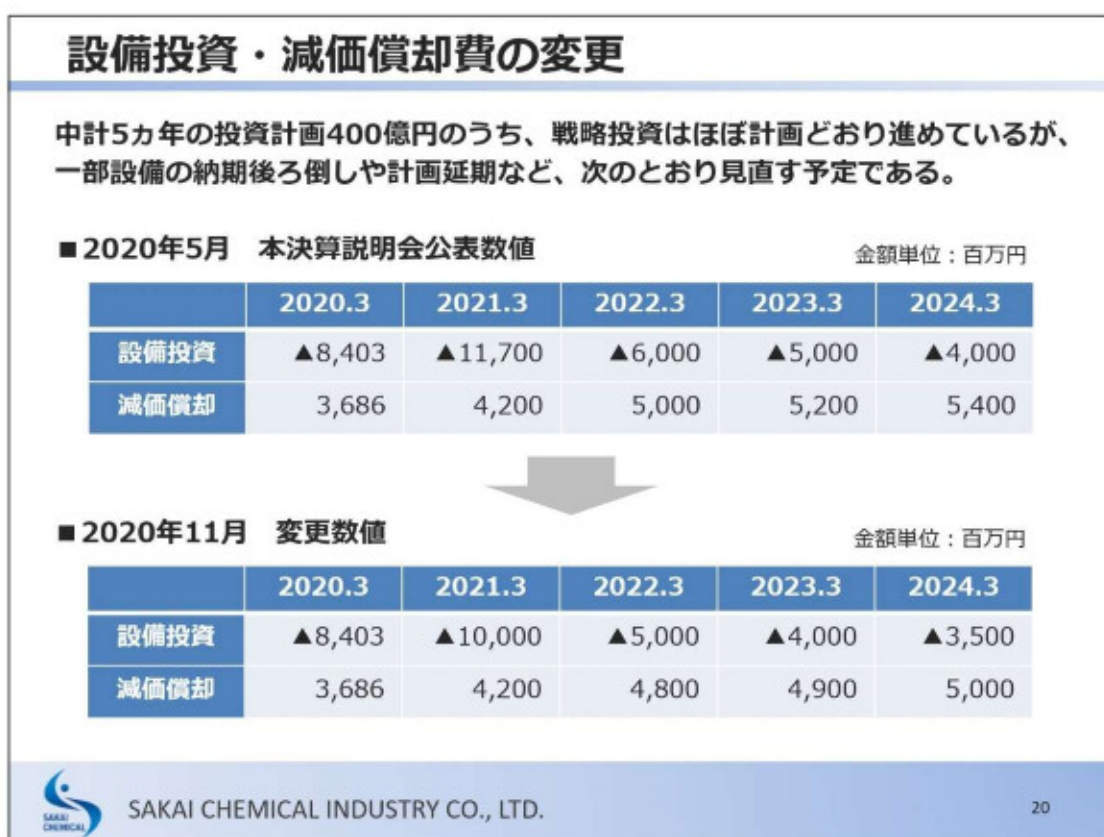 設備投資・減価償却費の変更
中計5ヵ年の投資計画400億円のうち、戦略投資はほぼ計画どおり進めているが、
一部設備の納期後ろ倒しや計画延期など、次のとおり見直す予定である。
■2020年5月 本決算説明会公表数値 金額単位：百万円
2020.3 2021.3 2022.3 2023.3 2024.3
設備投資 ▲8,403 ▲11,700 ▲6,000 ▲5,000 ▲4,000
減価償却 3,686 4,200 5,000 5,200 5,400
■2020年11月 変更数値 金額単位：百万円
2020.3 2021.3 2022.3 2023.3 2024.3
設備投資 ▲8,403 ▲10,000 ▲5,000 ▲4,000 ▲3,500
減価償却 3,686 4,200 4,800 4,900 5,000
SAKAI
CHEMICAL
SAKAI CHEMICAL INDUSTRY CO., LTD. 20